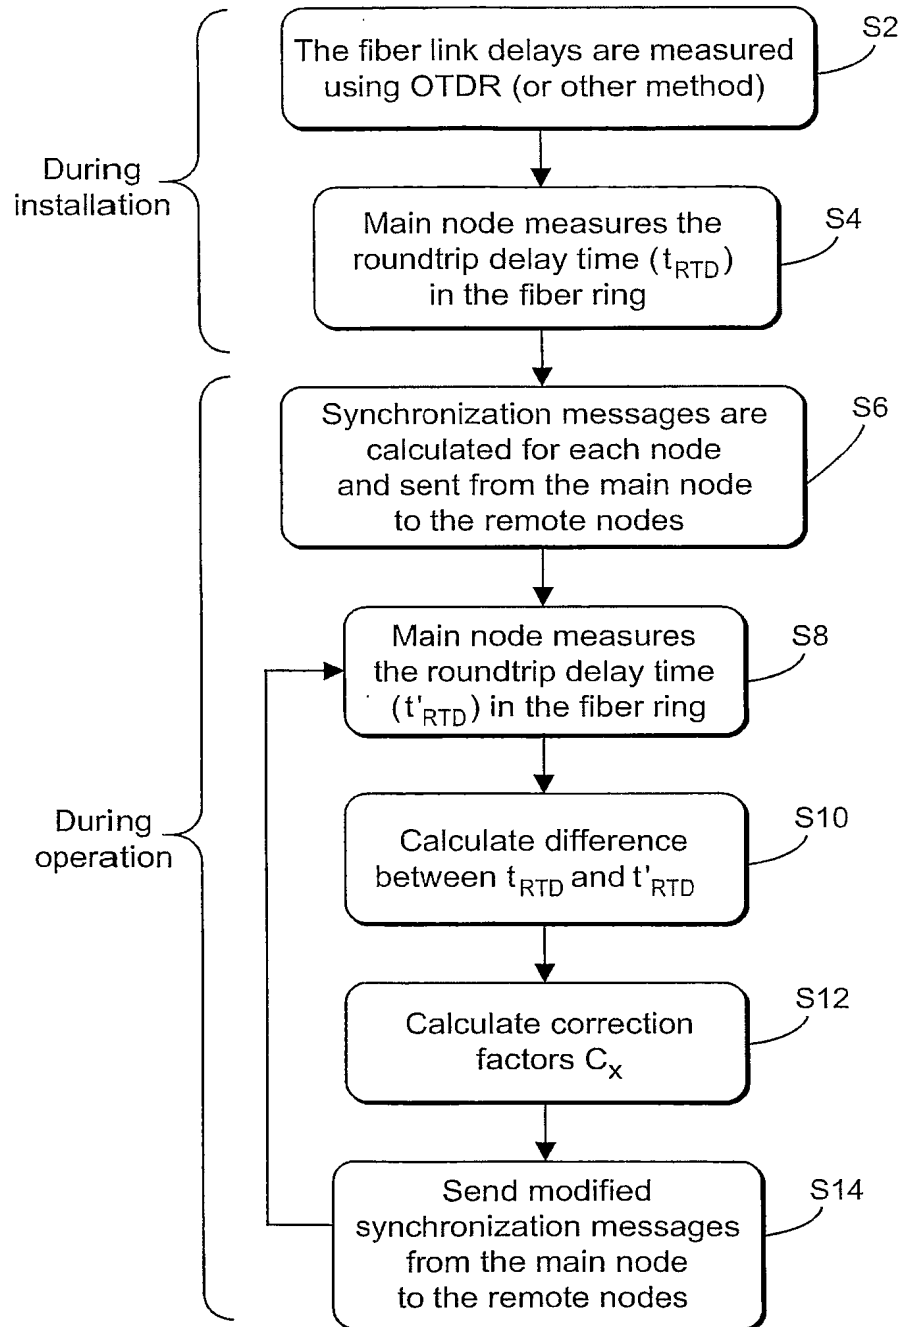 S2
The fiber link delays are measured
using OTDR (or other method)
During
installation
S4
Main node measures the
roundtrip delay time (tRTD)
in the fiber ring
S6
Synchronization messages are
calculated for each node
and sent from the main node
to the remote nodes
S8
Main node measures
the roundtrip delay time
(t'RTD) in the fiber ring
During
operation
S10
Calculate difference
between tRTD and t'RTD
S12
Calculate correction
factors Cx
S14
Send modified
synchronization messages
from the main node
to the remote nodes